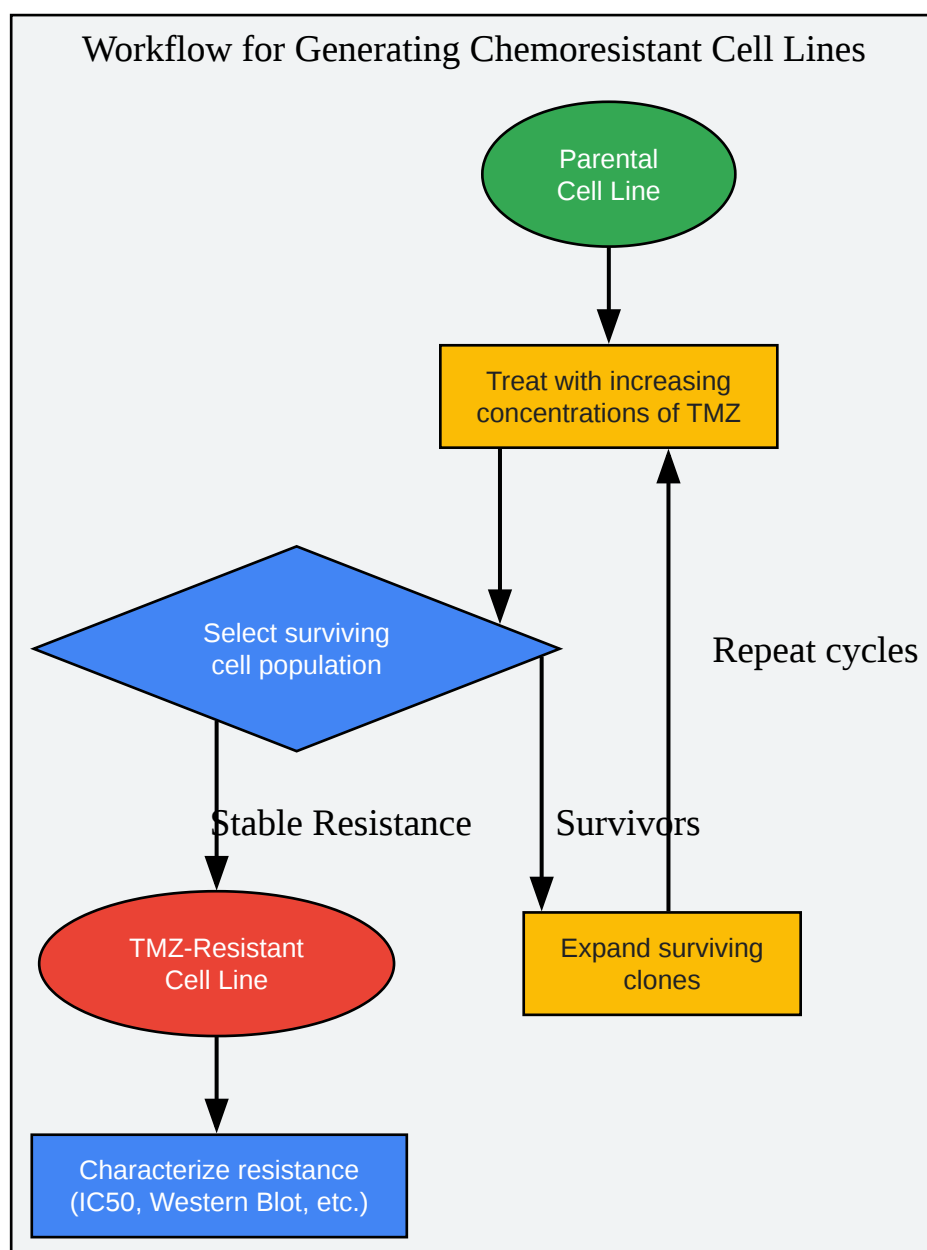 Workflow for Generating Chemoresistant Cell Lines
Parental
Cell Line
Treat with increasing
concentrations of TMZ
Select surviving
cell population
Repeat cycles
Stable Resistance
Survivors
TMZ-Resistant
Cell Line
Expand surviving
clones
Characterize resistance
(IC50, Western Blot, etc.)